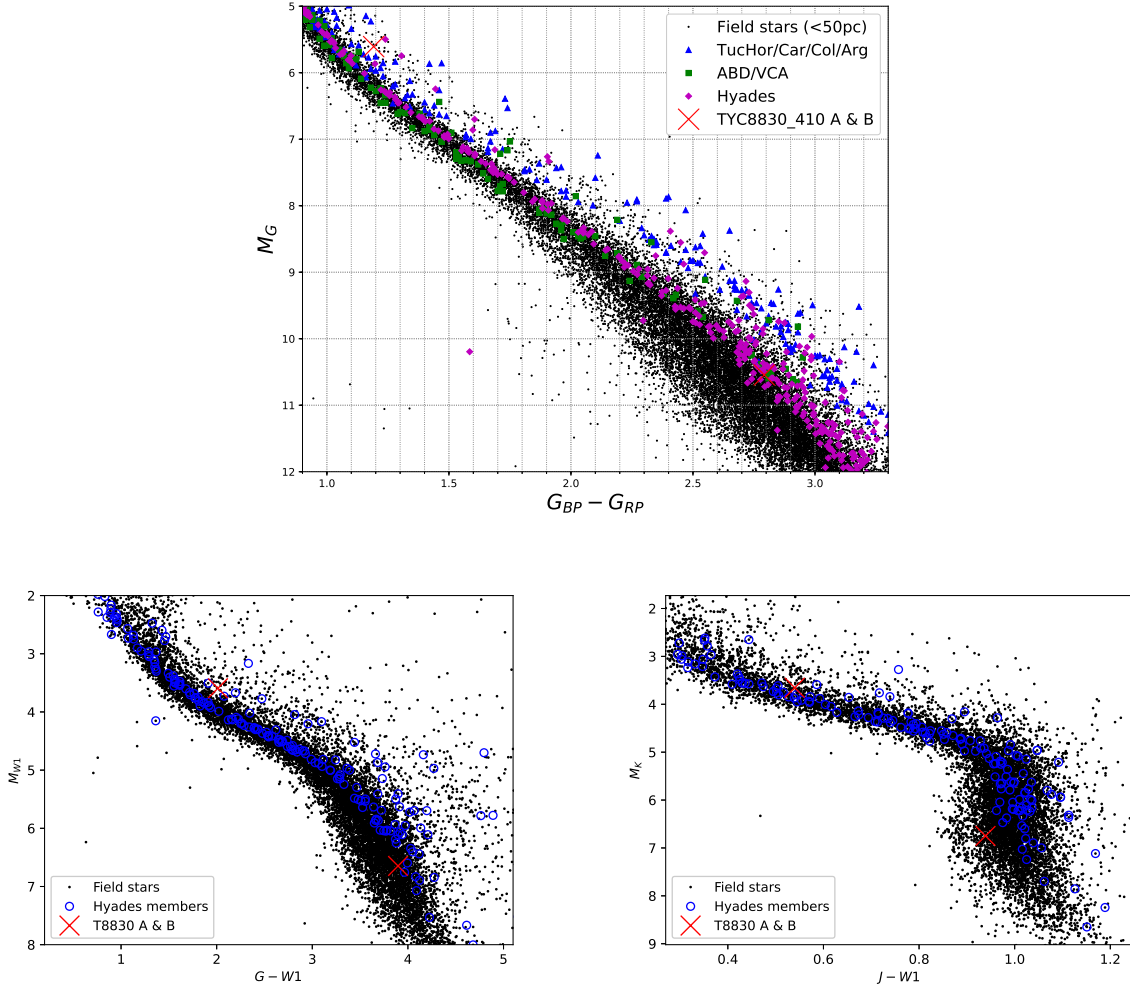 5
6
7
8
9
10
11
12
M_G
1.0 1.5 2.0 2.5 3.0
G_BP − G_RP
Field stars (<50pc)
TucHor/Car/Col/Arg
ABD/VCA
Hyades
TYC8830_410 A & B
2
3
4
5
6
7
8
M_W1
1 2 3 4 5
G − W1
Field stars
Hyades members
T8830 A & B
2
3
4
5
6
7
8
9
M_K
0.4 0.6 0.8 1.0 1.2
J − W1
Field stars
Hyades members
T8830 A & B